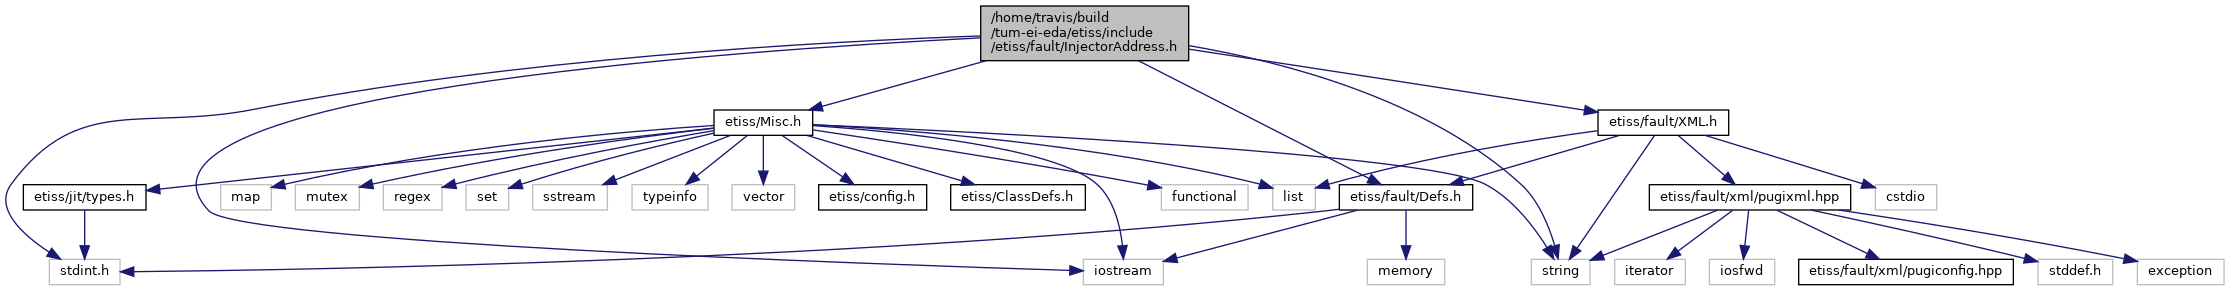 /home/travis/build
/tum-ei-eda/etiss/include
/etiss/fault/InjectorAddress.h
etiss/Misc.h
etiss/fault/XML.h
etiss/jit/types.h
map
mutex
regex
set
sstream
typeinfo
vector
etiss/config.h
etiss/ClassDefs.h
functional
list
etiss/fault/Defs.h
etiss/fault/xml/pugixml.hpp
cstdio
stdint.h
iostream
memory
string
iterator
iosfwd
etiss/fault/xml/pugiconfig.hpp
stddef.h
exception